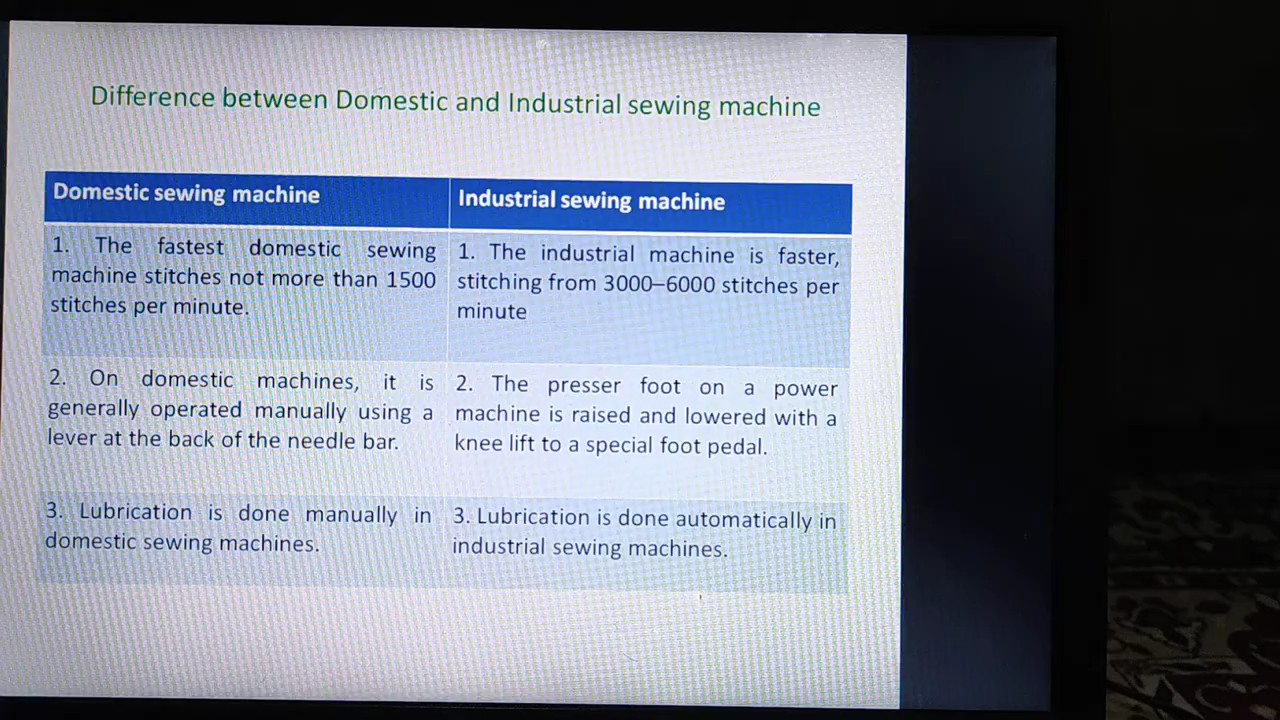 Difference between Domestic and Industrial sewing machine
Domestic sewing machine
Industrial sewing machine
1. The fastest domestic sewing
machine stitches not more than 1500
stitches per minute.
1. The industrial machine is faster,
stitching from 3000–6000 stitches per
minute
2. On domestic machines, it is
generally operated manually using a
lever at the back of the needle bar.
2. The presser foot on a power
machine is raised and lowered with a
knee lift to a special foot pedal.
3. Lubrication is done manually in
domestic sewing machines.
3. Lubrication is done automatically in
industrial sewing machines.